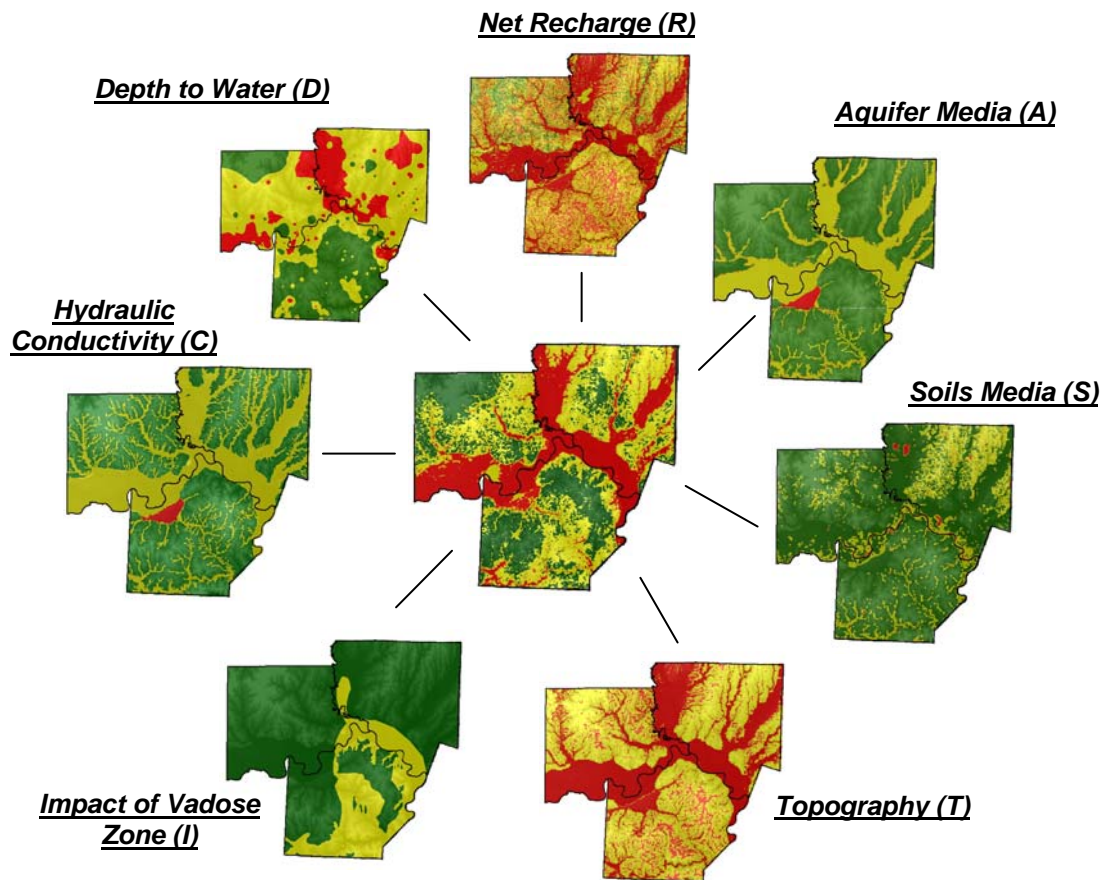 Net Recharge (R)
Depth to Water (D)
Aquifer Media (A)
Hydraulic
Conductivity (C)
Soils Media (S)
Impact of Vadose
Zone (I)
Topography (T)